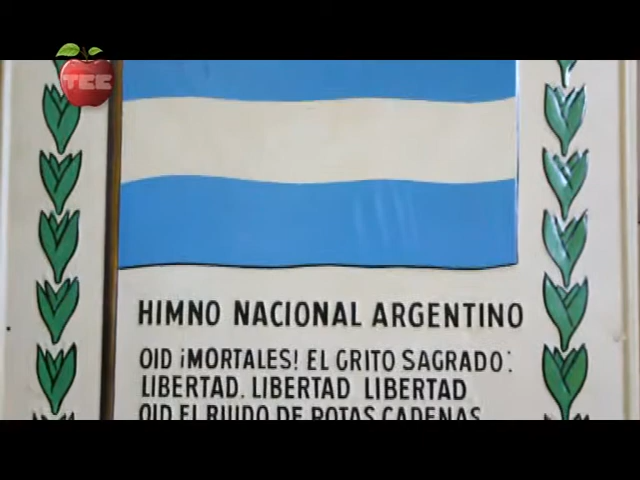 TEC
HIMNO NACIONAL ARGENTINO
OID ¡MORTALES! EL GRITO SAGRADO:
LIBERTAD. LIBERTAD LIBERTAD
OID EL RUIDO DE ROTAS CADENAS